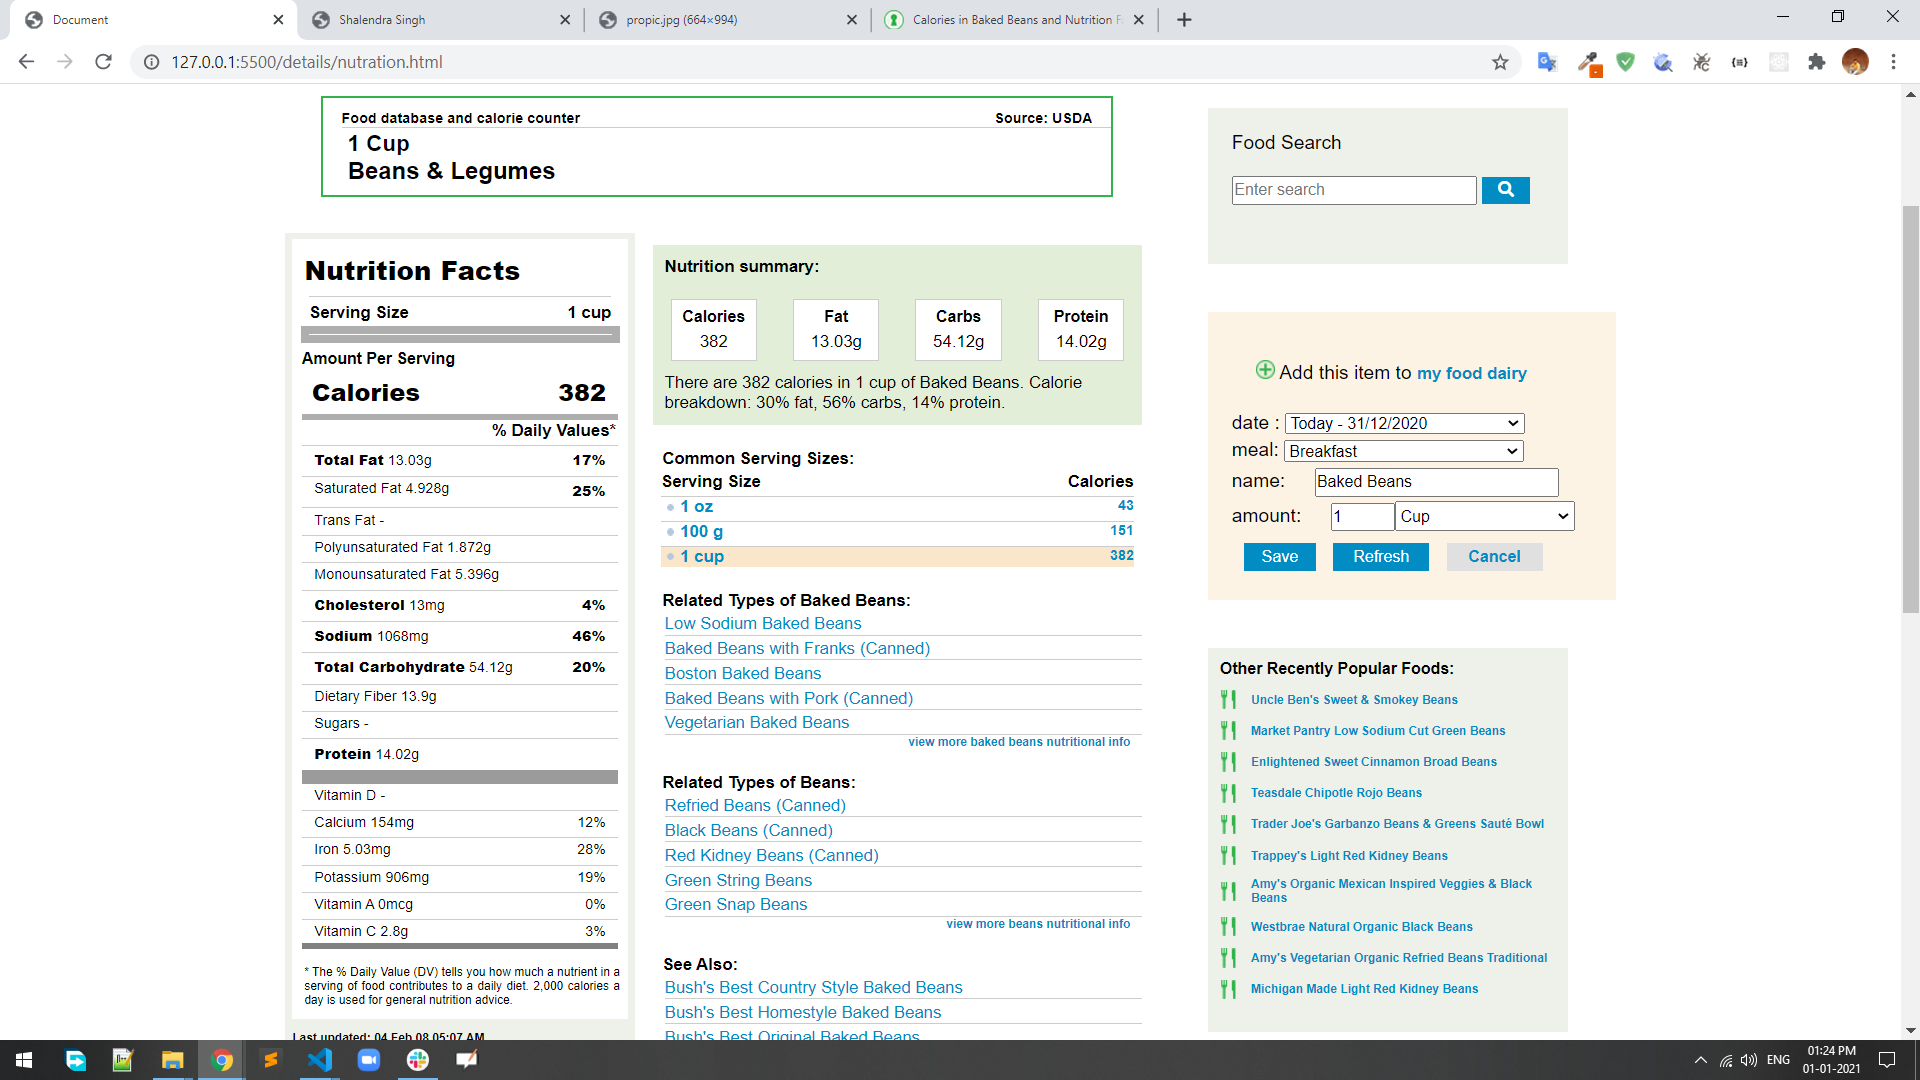 Document
Shalendra Singh
propic.jpg (664×994)
Calories in Baked Beans and Nutrition F
127.0.0.1:5500/details/nutration.html
Food database and calorie counter Source: USDA
1 Cup
Beans & Legumes
Nutrition Facts
Serving Size 1 cup
Amount Per Serving
Calories 382
% Daily Values*
Total Fat 13.03g 17%
Saturated Fat 4.928g 25%
Trans Fat -
Polyunsaturated Fat 1.872g
Monounsaturated Fat 5.396g
Cholesterol 13mg 4%
Sodium 1068mg 46%
Total Carbohydrate 54.12g 20%
Dietary Fiber 13.9g
Sugars -
Protein 14.02g
Vitamin D -
Calcium 154mg 12%
Iron 5.03mg 28%
Potassium 906mg 19%
Vitamin A 0mcg 0%
Vitamin C 2.8g 3%
* The % Daily Value (DV) tells you how much a nutrient in a
serving of food contributes to a daily diet. 2,000 calories a
day is used for general nutrition advice.
Last updated: 04 Feb 08 05:07 AM
Nutrition summary:
Calories Fat Carbs Protein
382 13.03g 54.12g 14.02g
There are 382 calories in 1 cup of Baked Beans. Calorie
breakdown: 30% fat, 56% carbs, 14% protein.
Common Serving Sizes:
Serving Size Calories
1 oz 43
100 g 151
1 cup 382
Related Types of Baked Beans:
Low Sodium Baked Beans
Baked Beans with Franks (Canned)
Boston Baked Beans
Baked Beans with Pork (Canned)
Vegetarian Baked Beans
view more baked beans nutritional info
Related Types of Beans:
Refried Beans (Canned)
Black Beans (Canned)
Red Kidney Beans (Canned)
Green String Beans
Green Snap Beans
view more beans nutritional info
See Also:
Bush's Best Country Style Baked Beans
Bush's Best Homestyle Baked Beans
Bush's Best Original Baked Beans
Food Search
Enter search
Add this item to my food dairy
date : Today - 31/12/2020
meal: Breakfast
name: Baked Beans
amount: 1 Cup
Save Refresh Cancel
Other Recently Popular Foods:
Uncle Ben's Sweet & Smokey Beans
Market Pantry Low Sodium Cut Green Beans
Enlightened Sweet Cinnamon Broad Beans
Teasdale Chipotle Rojo Beans
Trader Joe's Garbanzo Beans & Greens Sauté Bowl
Trappey's Light Red Kidney Beans
Amy's Organic Mexican Inspired Veggies & Black
Beans
Westbrae Natural Organic Black Beans
Amy's Vegetarian Organic Refried Beans Traditional
Michigan Made Light Red Kidney Beans
ENG
01:24 PM
01-01-2021